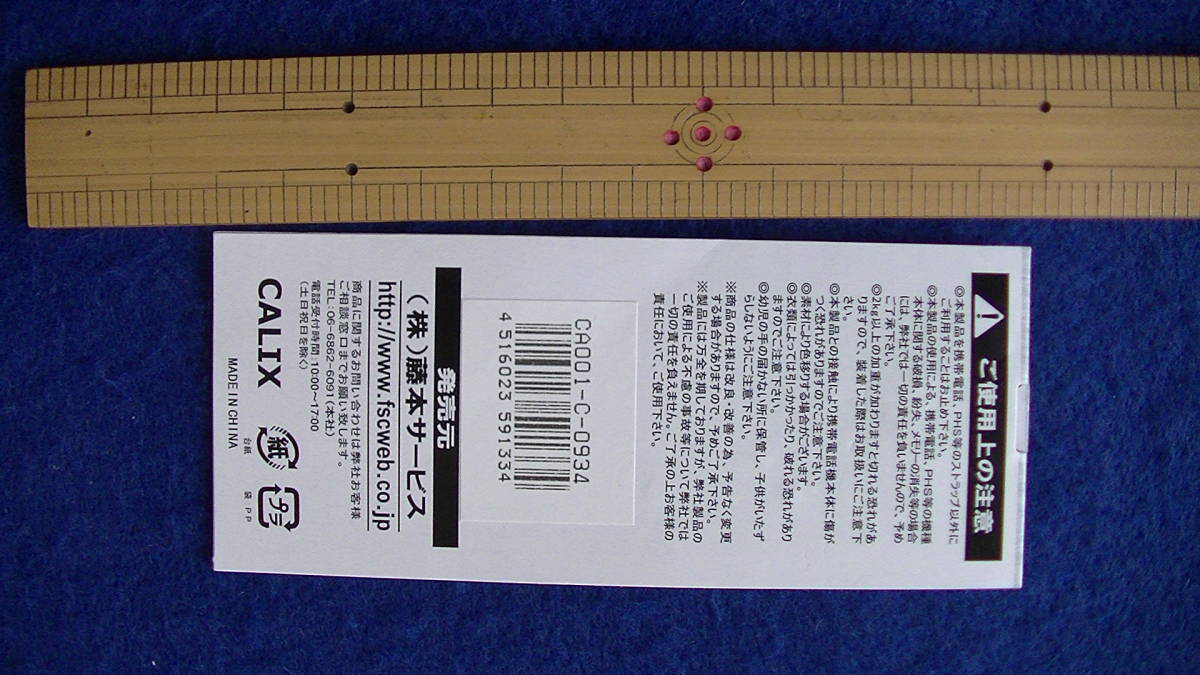 ご使用上の注意
◎本製品を携帯電話、PHS等のストラップ以外に
ご利用することはお止め下さい。
◎本製品の使用による、携帯電話、PHS等の機種
本体に関する破損、紛失、メモリーの消失等の場合
には、弊社では一切の責任を負いませんので、予め
ご了承下さい。
◎2kg以上の加重が加わりますと切れる恐れがあ
りますので、装着した際はお取扱いにご注意下
さい。
◎本製品との接触により携帯電話機本体に傷が
つく恐れがありますのでご注意下さい。
◎素材により色移りする場合がございます。
◎衣類によっては引っかかったり、破れる恐れがあり
ますのでご注意下さい。
◎幼児の手の届かない所に保管し、子供がいたず
らしないようにご注意下さい。
※商品の仕様は改良・改善の為、予告なく変更
する場合がありますので、予めご了承下さい。
※製品には万全を期しておりますが、弊社製品の
ご使用による不慮の事故等について弊社では
一切の責任を負えません。ご了承の上お客様の
責任において、ご使用下さい。
CA001-C-0934
4 516023 591334
発売元
(株)藤本サービス
http://www.fscweb.co.jp
商品に関するお問い合わせは弊社お客様
ご相談窓口までお願い致します。
TEL:06-6862-6091(本社)
電話受付時間:10:00~17:00
(土日祝日を除く)
CALIX
MADE IN CHINA
紙
台紙
プラ
袋:PP